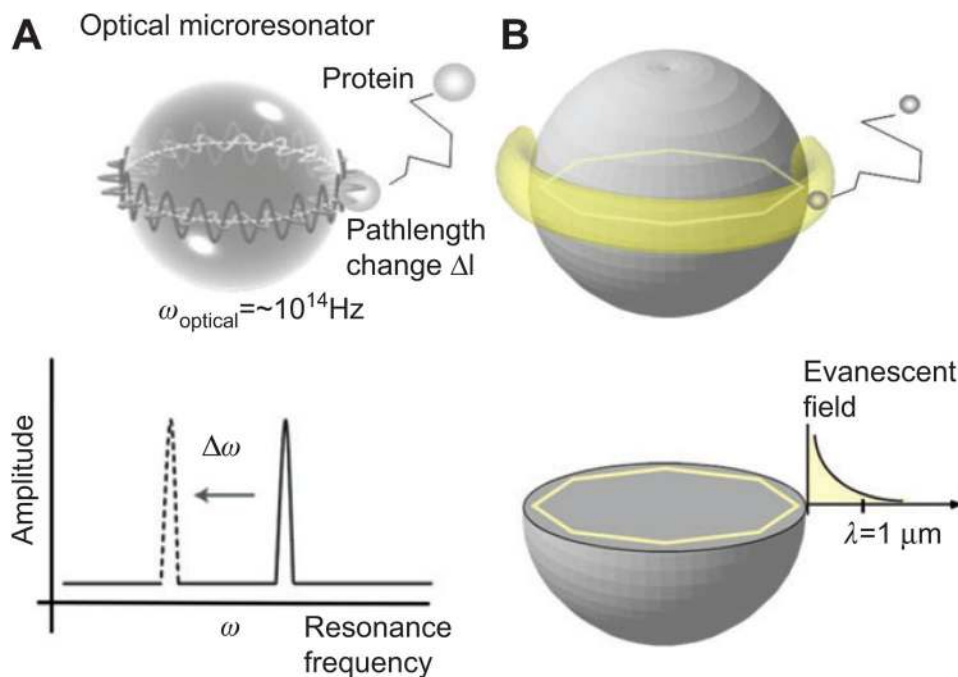 A
Optical microresonator
Protein
Pathlength
change Δl
ω_optical=~10^14Hz
Amplitude
Δω
ω
Resonance
frequency
B
Evanescent
field
λ=1 μm